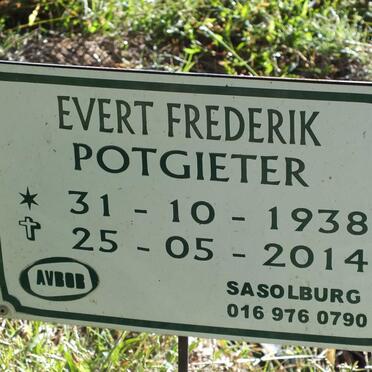 EVERT FREDERIK
POTGIETER
31 - 10 - 1938
25 - 05 - 2014
AVBOB
SASOLBURG
016 976 0790